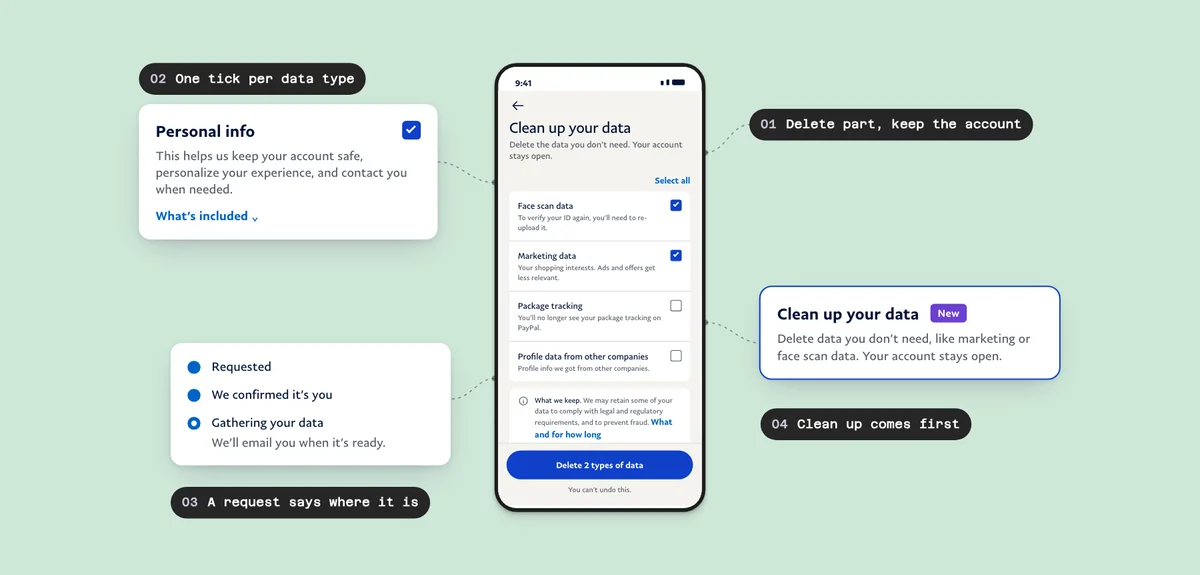 02 One tick per data type
Personal info
This helps us keep your account safe,
personalize your experience, and contact you
when needed.
What's included
Requested
We confirmed it's you
Gathering your data
We'll email you when it's ready.
03 A request says where it is
9:41
Clean up your data
Delete the data you don't need. Your account
stays open.
Select all
Face scan data
To verify your ID again, you'll need to re-
upload it.
Marketing data
Your shopping interests. Ads and offers get
less relevant.
Package tracking
You'll no longer see your package tracking on
PayPal.
Profile data from other companies
Profile info we got from other companies.
What we keep. We may retain some of your
data to comply with legal and regulatory
requirements, and to prevent fraud. What
and for how long
Delete 2 types of data
You can't undo this.
01 Delete part, keep the account
Clean up your data New
Delete data you don't need, like marketing or
face scan data. Your account stays open.
04 Clean up comes first